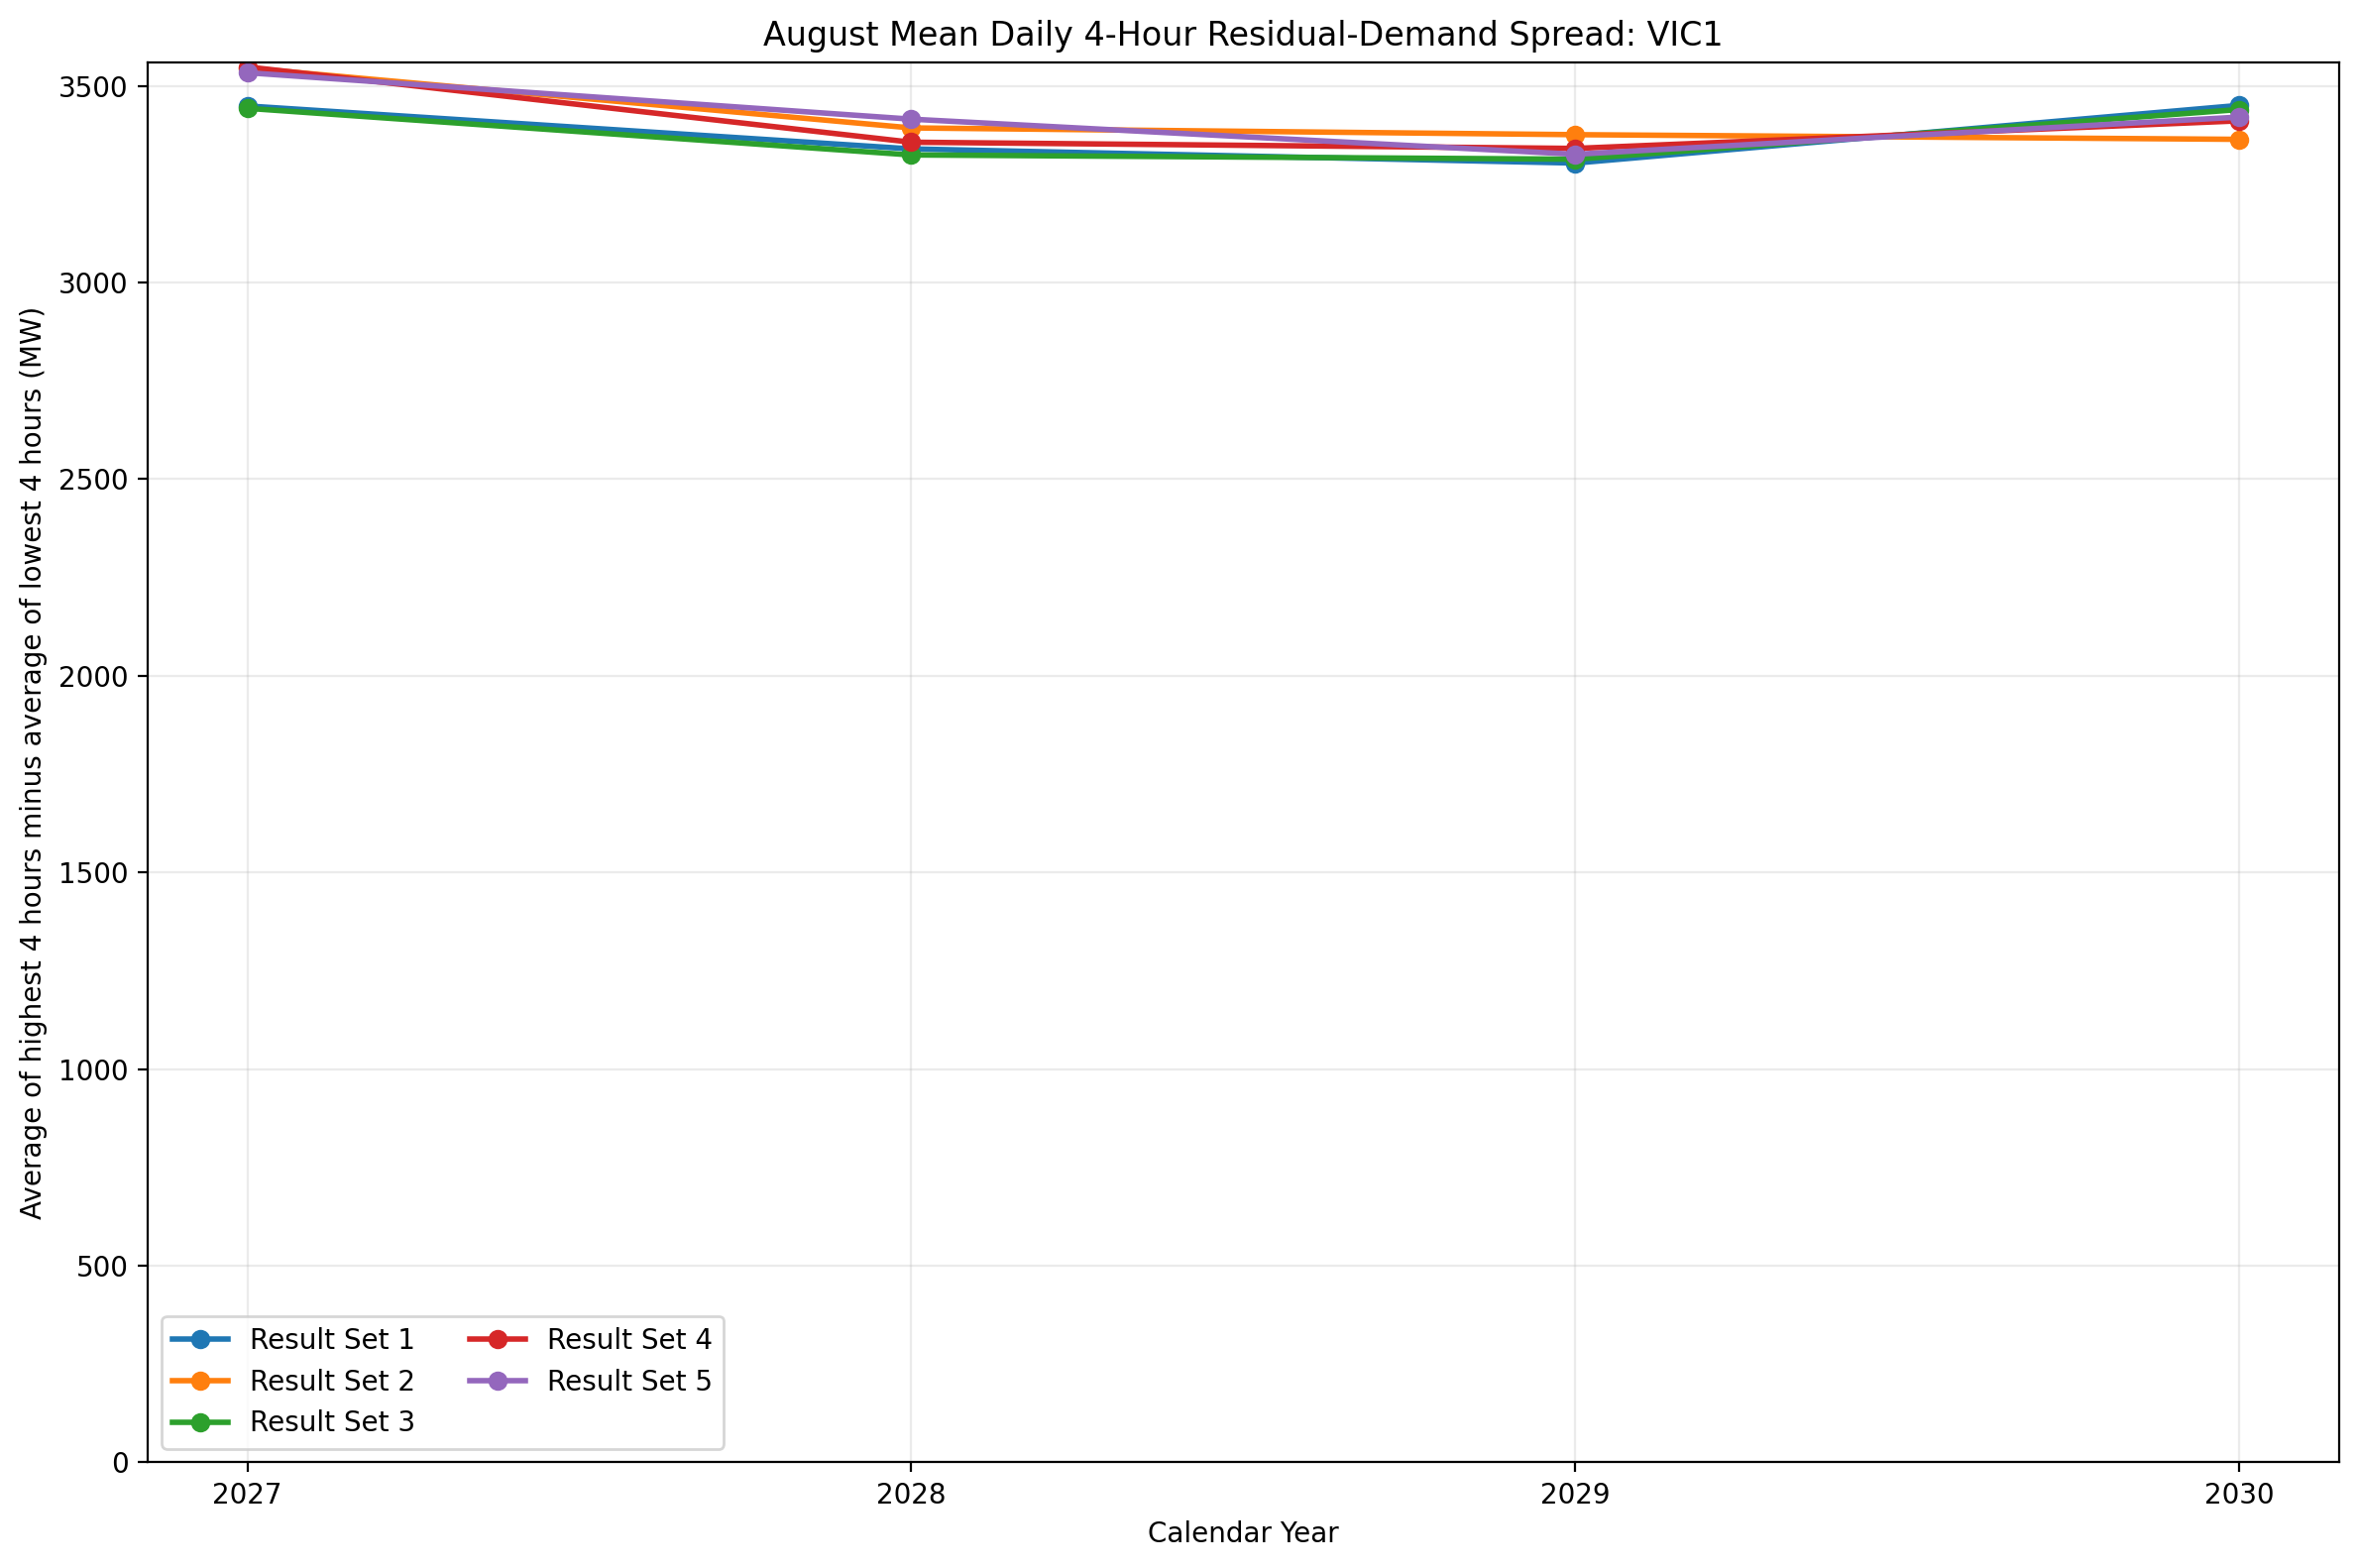 August Mean Daily 4-Hour Residual-Demand Spread: VIC1
Average of highest 4 hours minus average of lowest 4 hours (MW)
3500
3000
2500
2000
1500
1000
500
0
Result Set 1
Result Set 2
Result Set 3
Result Set 4
Result Set 5
2027
2028
2029
2030
Calendar Year